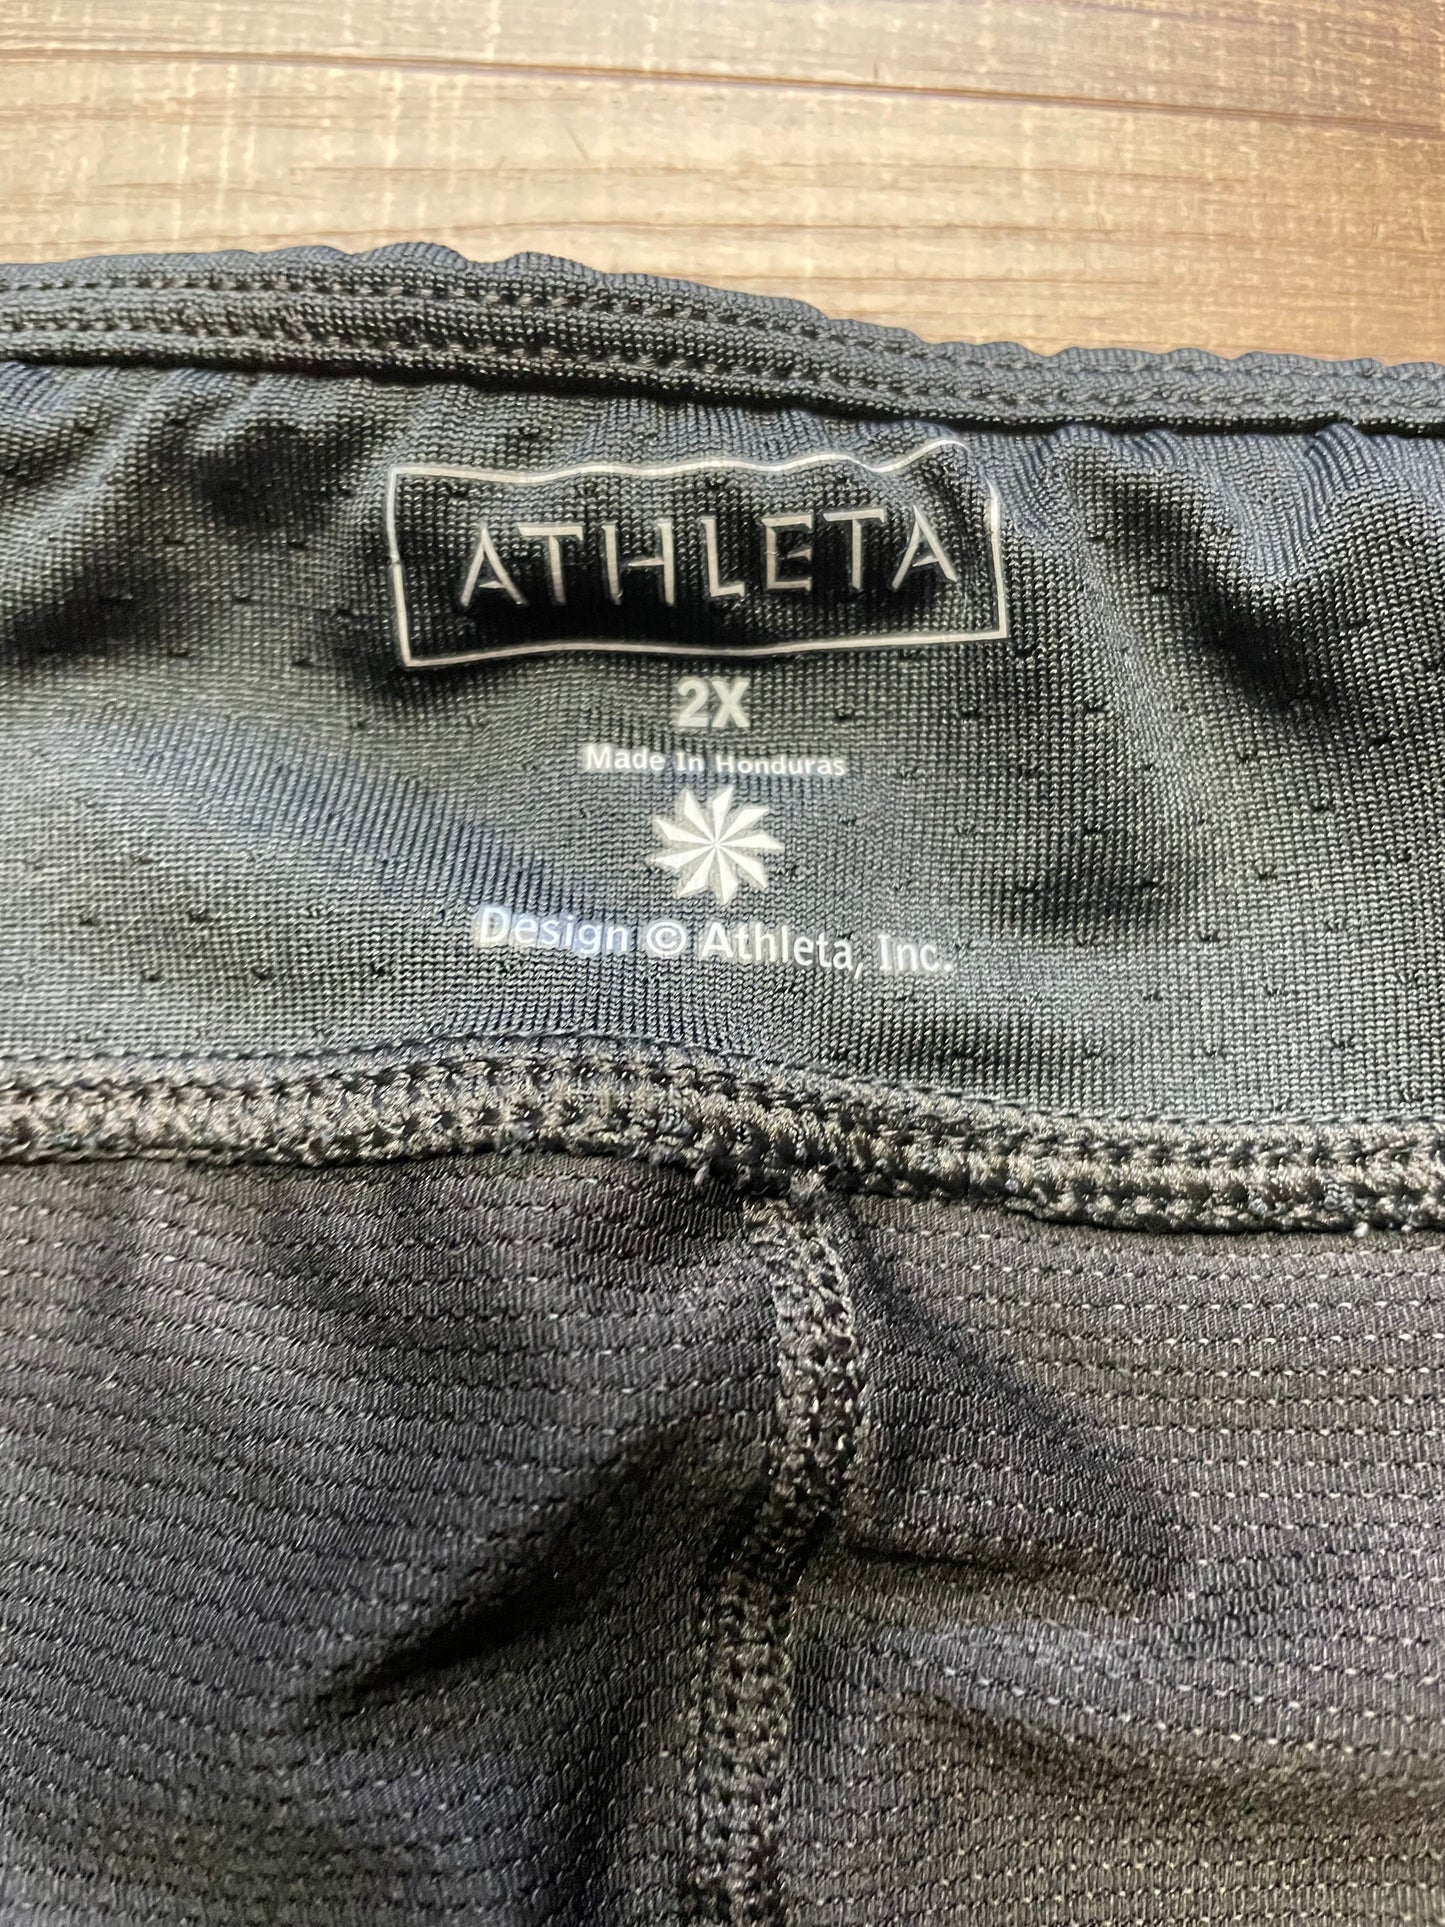 ATHLETA
2X
Made In Honduras
Design © Athleta, Inc.